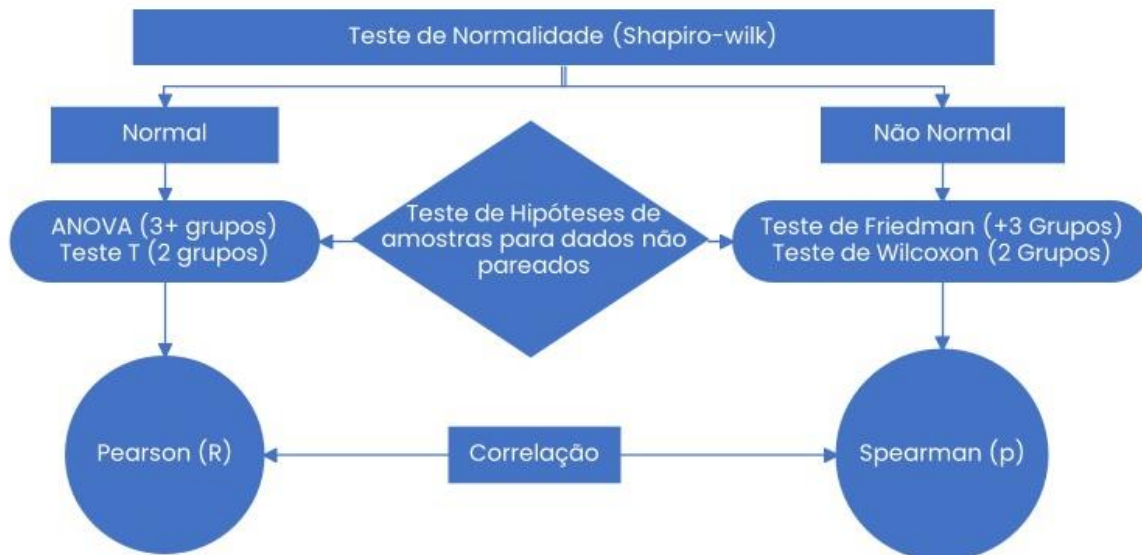 Teste de Normalidade (Shapiro-wilk)
Normal
Não Normal
ANOVA (3+ grupos)
Teste T (2 grupos)
Teste de Hipóteses de
amostras para dados não
pareados
Teste de Friedman (+3 Grupos)
Teste de Wilcoxon (2 Grupos)
Pearson (R)
Correlação
Spearman (p)